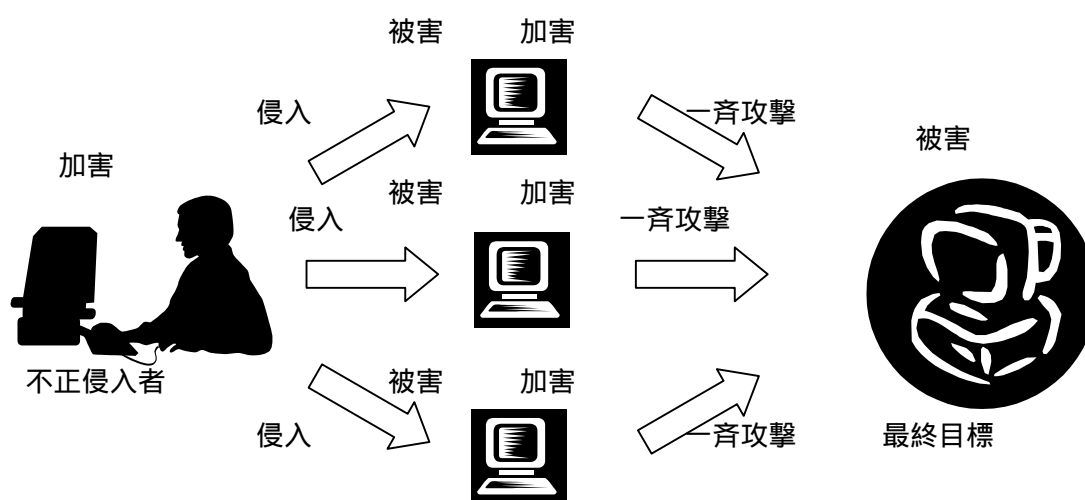 被害 加害
侵入
一斉攻撃
被害
加害
被害 加害
侵入
一斉攻撃
不正侵入者
被害 加害
侵入
一斉攻撃
最終目標